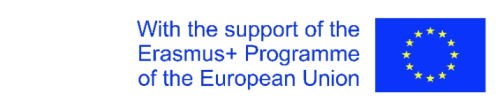 With the support of the
Erasmus+ Programme
of the European Union